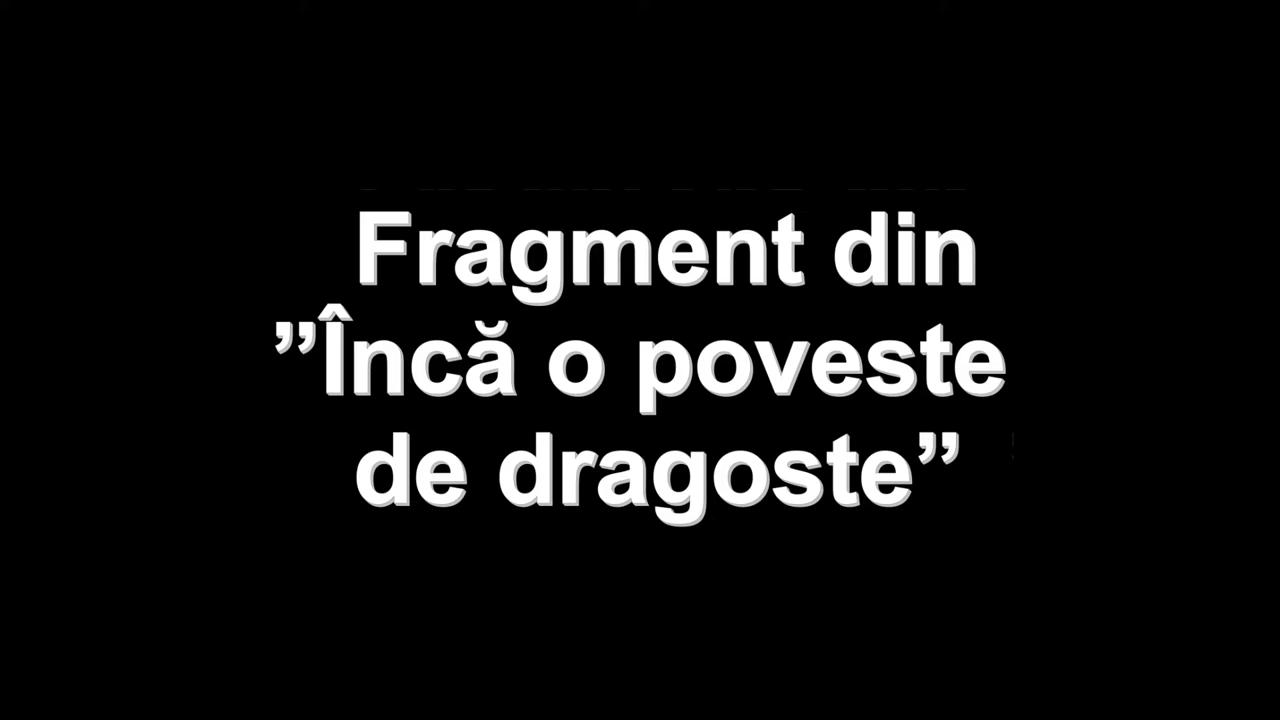 Fragment din
”Încă o poveste
de dragoste”